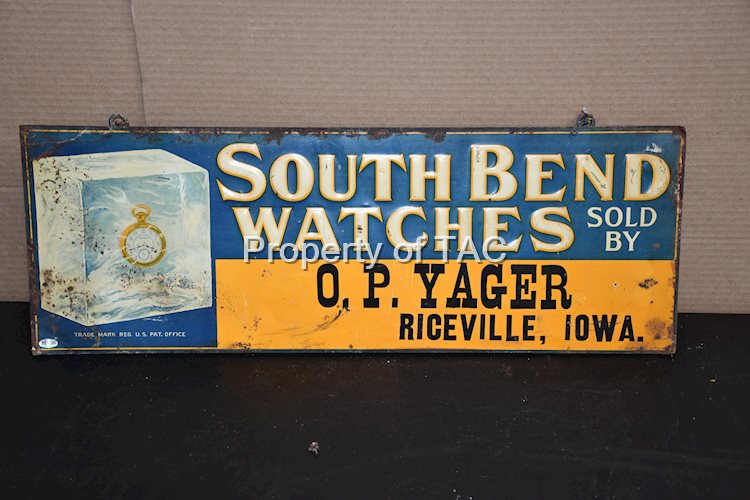 SOUTH BEND
WATCHES SOLD BY
Property of TAC
O. P. YAGER
RICEVILLE, IOWA.
TRADE MARK REG. U.S. PAT. OFFICE